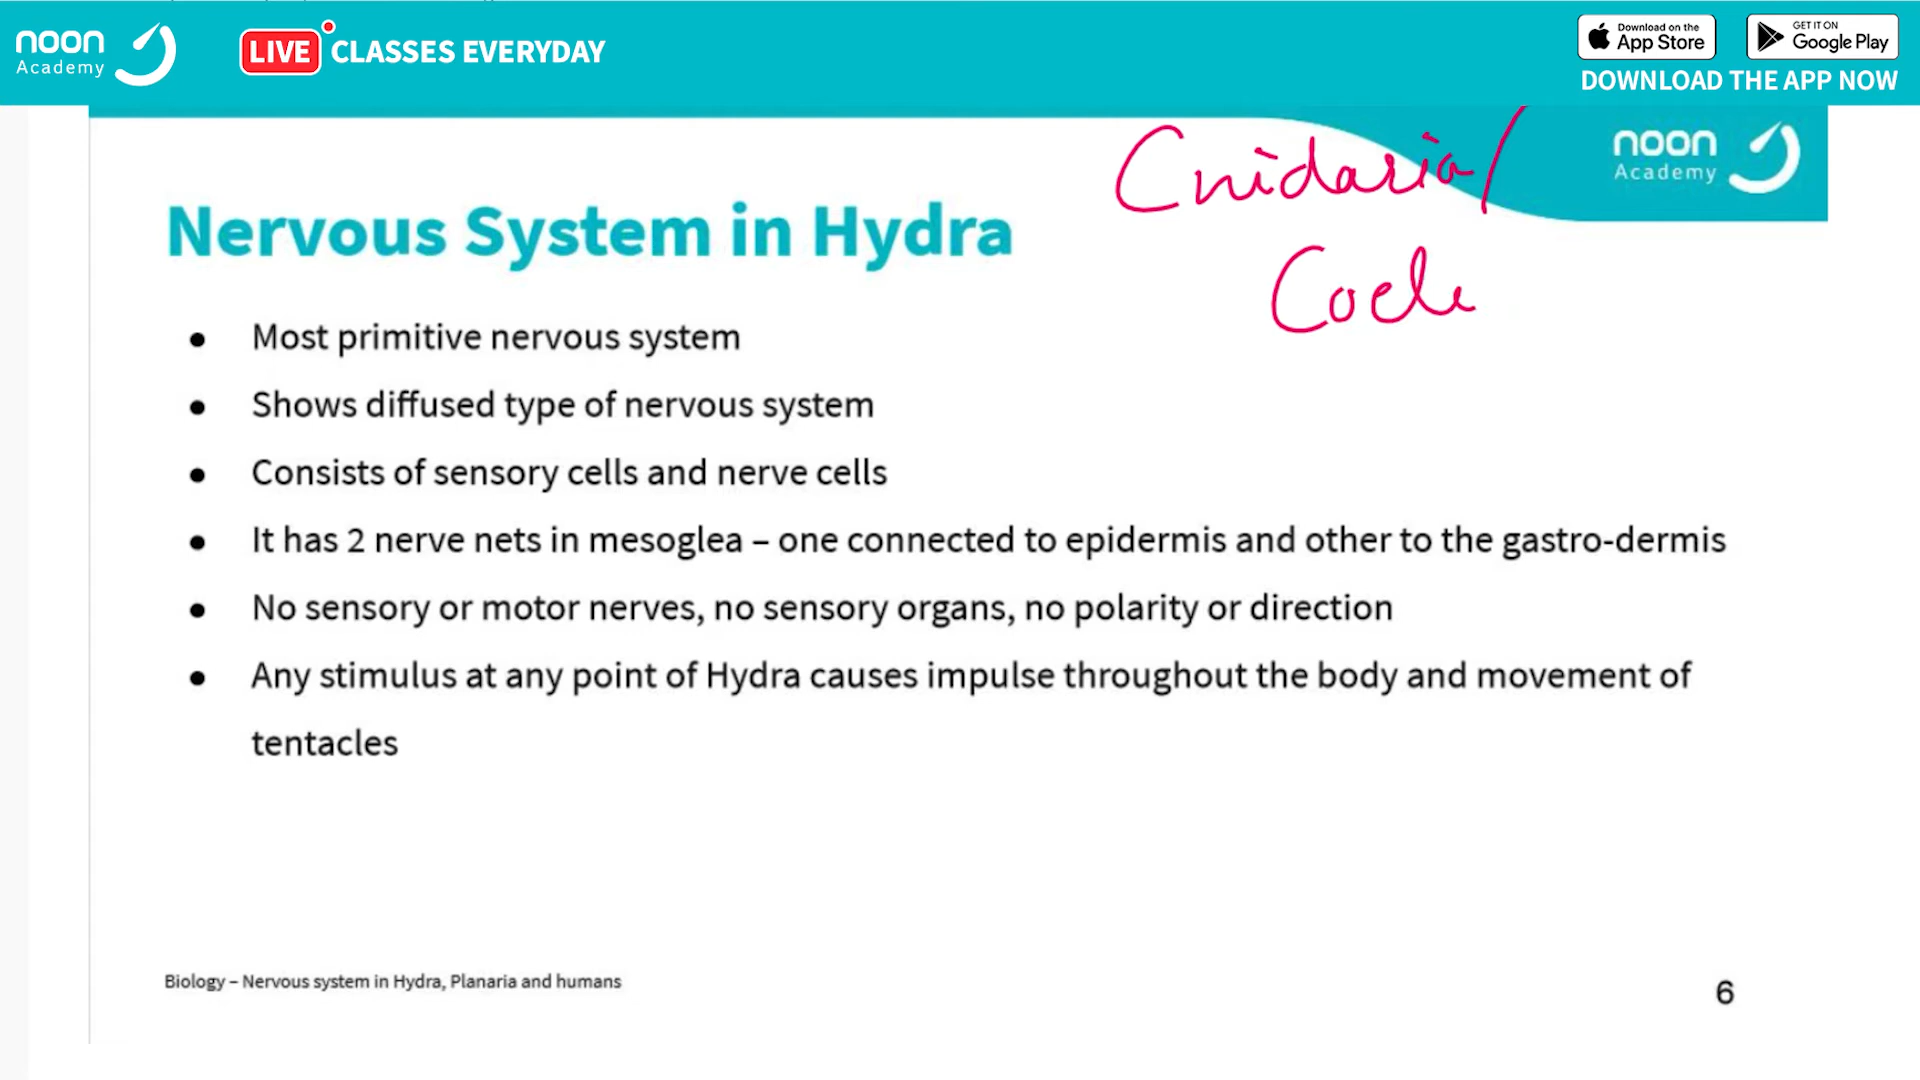 noon
Academy
LIVE CLASSES EVERYDAY
Download on the
App Store
GET IT ON
Google Play
DOWNLOAD THE APP NOW
noon
Academy
Cnidaria/
Coele
Nervous System in Hydra
● Most primitive nervous system
● Shows diffused type of nervous system
● Consists of sensory cells and nerve cells
● It has 2 nerve nets in mesoglea – one connected to epidermis and other to the gastro-dermis
● No sensory or motor nerves, no sensory organs, no polarity or direction
● Any stimulus at any point of Hydra causes impulse throughout the body and movement of
tentacles
Biology – Nervous system in Hydra, Planaria and humans
6